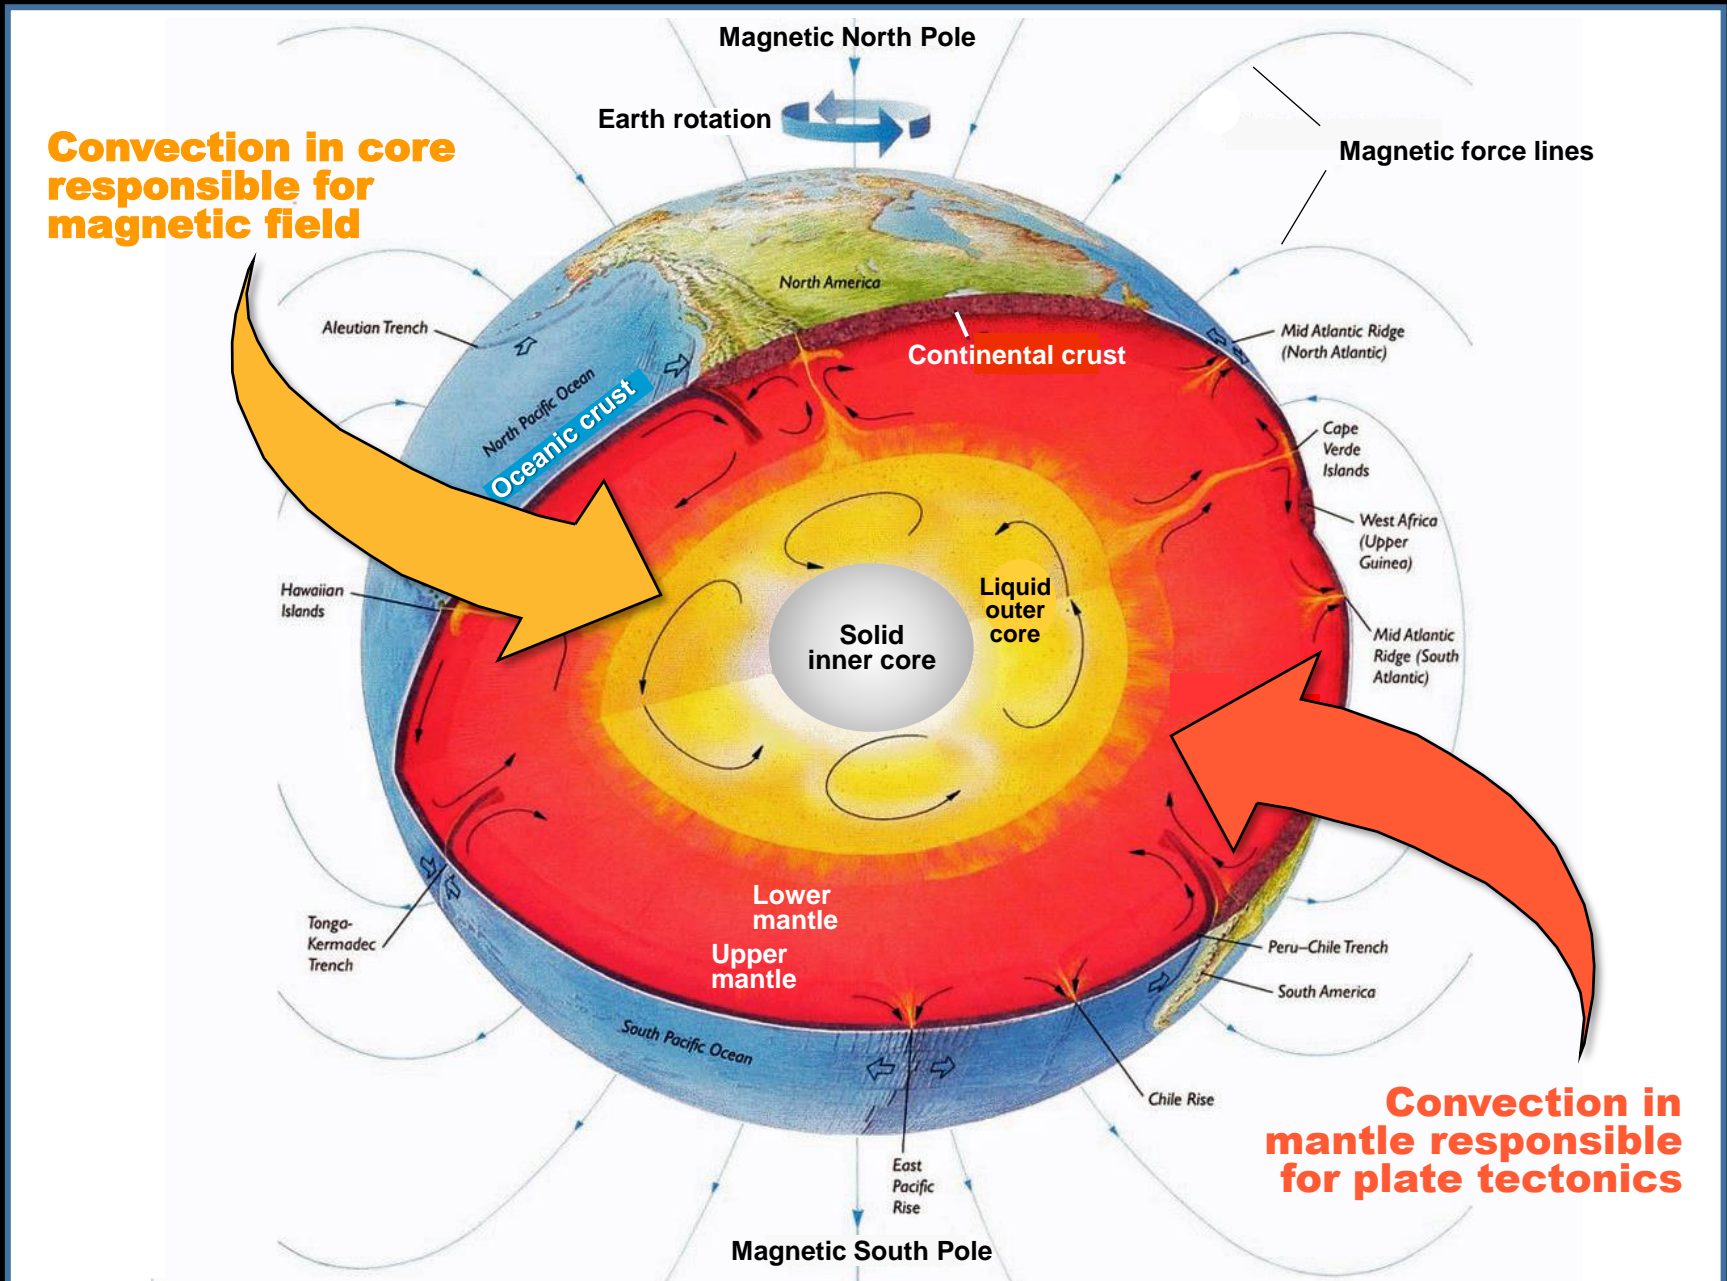 Magnetic North Pole
Earth rotation
Magnetic force lines
Convection in core
responsible for
magnetic field
North America
Aleutian Trench
Mid Atlantic Ridge
(North Atlantic)
Continental crust
North Pacific Ocean
Oceanic crust
Cape
Verde
Islands
West Africa
(Upper
Guinea)
Hawaiian
Islands
Liquid
outer
core
Solid
inner core
Mid Atlantic
Ridge (South
Atlantic)
Lower
mantle
Upper
mantle
Tonga-
Kermadec
Trench
Peru–Chile Trench
South America
South Pacific Ocean
Chile Rise
Convection in
mantle responsible
for plate tectonics
East
Pacific
Rise
Magnetic South Pole